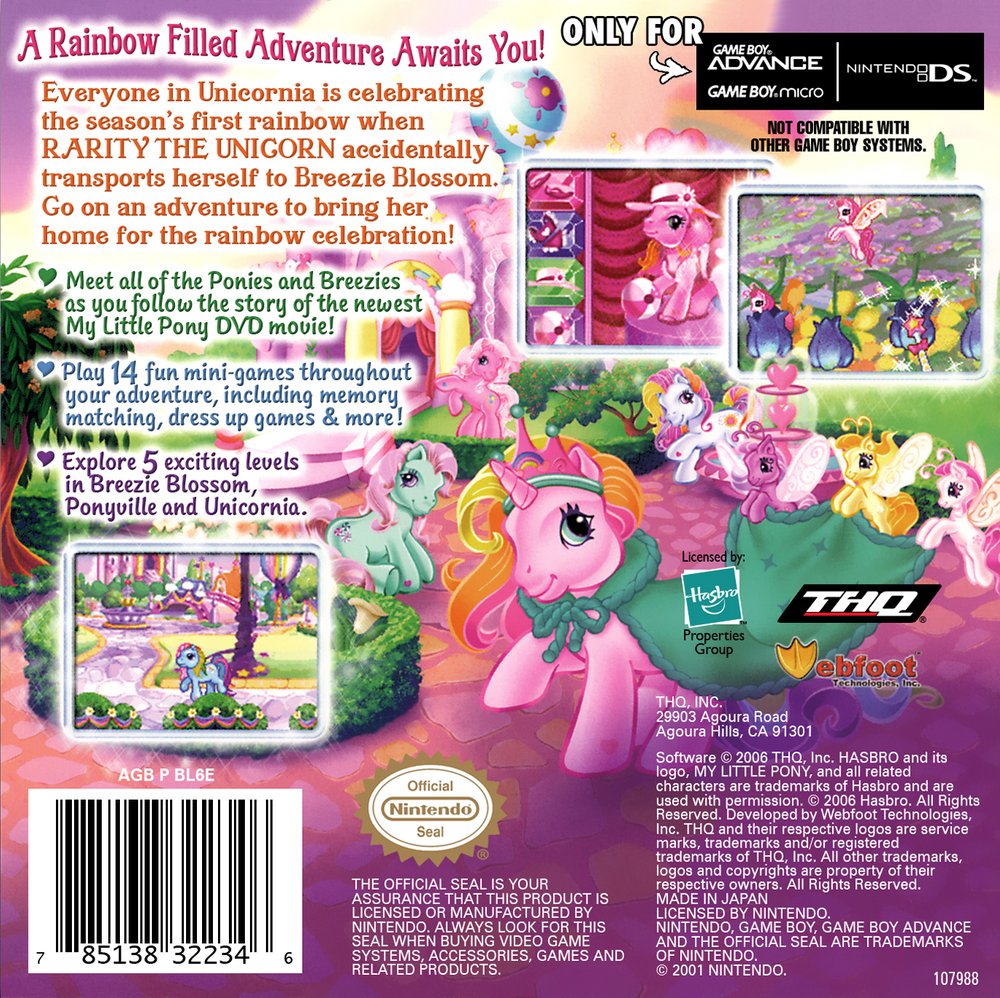 A Rainbow Filled Adventure Awaits You!
ONLY FOR
GAME BOY®
ADVANCE
GAME BOY® micro
NINTENDO DS™
NOT COMPATIBLE WITH
OTHER GAME BOY SYSTEMS.
Everyone in Unicornia is celebrating
the season's first rainbow when
RARITY THE UNICORN accidentally
transports herself to Breezie Blossom.
Go on an adventure to bring her
home for the rainbow celebration!
Meet all of the Ponies and Breezies
as you follow the story of the newest
My Little Pony DVD movie!
Play 14 fun mini-games throughout
your adventure, including memory
matching, dress up games & more!
Explore 5 exciting levels
in Breezie Blossom,
Ponyville and Unicornia.
Licensed by:
Hasbro™
Properties
Group
THQ®
Webfoot
Technologies, Inc.
THQ, INC.
29903 Agoura Road
Agoura Hills, CA 91301
Software © 2006 THQ, Inc. HASBRO and its
logo, MY LITTLE PONY, and all related
characters are trademarks of Hasbro and are
used with permission. © 2006 Hasbro. All Rights
Reserved. Developed by Webfoot Technologies,
Inc. THQ and their respective logos are service
marks, trademarks and/or registered
trademarks of THQ, Inc. All other trademarks,
logos and copyrights are property of their
respective owners. All Rights Reserved.
MADE IN JAPAN
LICENSED BY NINTENDO.
NINTENDO, GAME BOY, GAME BOY ADVANCE
AND THE OFFICIAL SEAL ARE TRADEMARKS
OF NINTENDO.
© 2001 NINTENDO.
107988
AGB P BL6E
7 85138 32234 6
Official
Nintendo
Seal
®
THE OFFICIAL SEAL IS YOUR
ASSURANCE THAT THIS PRODUCT IS
LICENSED OR MANUFACTURED BY
NINTENDO. ALWAYS LOOK FOR THIS
SEAL WHEN BUYING VIDEO GAME
SYSTEMS, ACCESSORIES, GAMES AND
RELATED PRODUCTS.